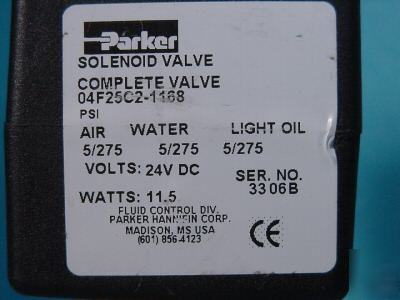 Parker
SOLENOID VALVE
COMPLETE VALVE
04F25C2-1168
PSI
AIR WATER LIGHT OIL
5/275 5/275 5/275
VOLTS: 24V DC SER. NO.
3306B
WATTS: 11.5
FLUID CONTROL DIV.
PARKER HANNIFIN CORP.
MADISON, MS USA
(601) 856-4123
CE